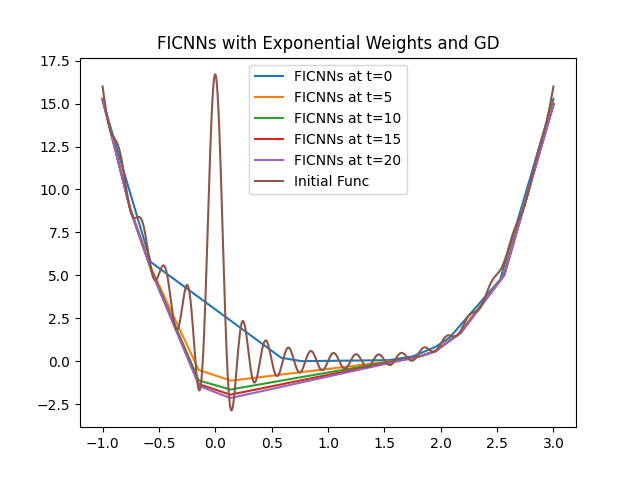 FICNNs with Exponential Weights and GD
17.5
15.0
12.5
10.0
7.5
5.0
2.5
0.0
−2.5
FICNNs at t=0
FICNNs at t=5
FICNNs at t=10
FICNNs at t=15
FICNNs at t=20
Initial Func
−1.0 −0.5 0.0 0.5 1.0 1.5 2.0 2.5 3.0